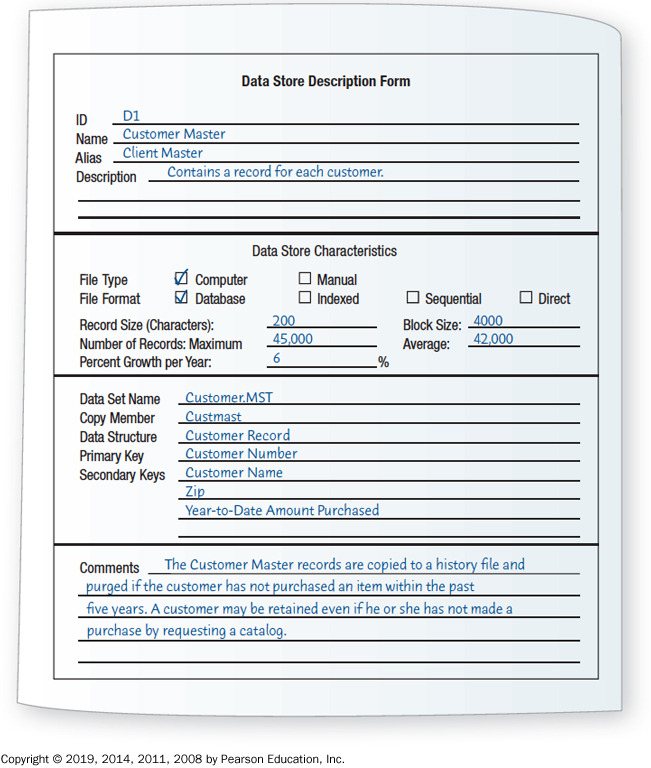 Data Store Description Form
ID D1
Name Customer Master
Alias Client Master
Description Contains a record for each customer.
Data Store Characteristics
File Type Computer Manual
File Format Database Indexed Sequential Direct
Record Size (Characters): 200 Block Size: 4000
Number of Records: Maximum 45,000 Average: 42,000
Percent Growth per Year: 6 %
Data Set Name Customer.MST
Copy Member Custmast
Data Structure Customer Record
Primary Key Customer Number
Secondary Keys Customer Name
Zip
Year-to-Date Amount Purchased
Comments The Customer Master records are copied to a history file and
purged if the customer has not purchased an item within the past
five years. A customer may be retained even if he or she has not made a
purchase by requesting a catalog.
Copyright © 2019, 2014, 2011, 2008 by Pearson Education, Inc.